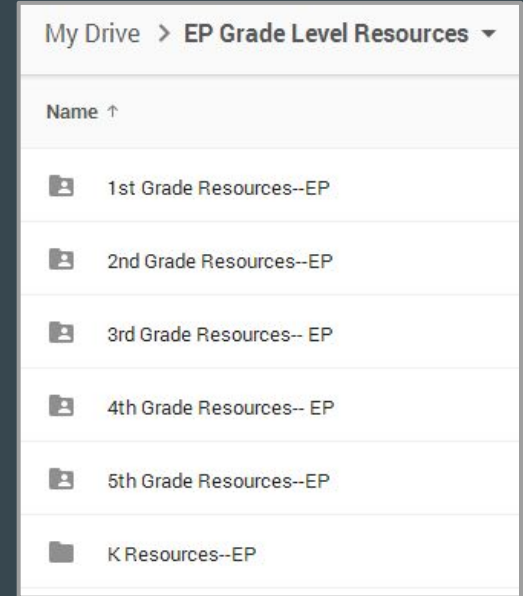 My Drive > EP Grade Level Resources
Name ↑
1st Grade Resources--EP
2nd Grade Resources--EP
3rd Grade Resources-- EP
4th Grade Resources-- EP
5th Grade Resources--EP
K Resources--EP